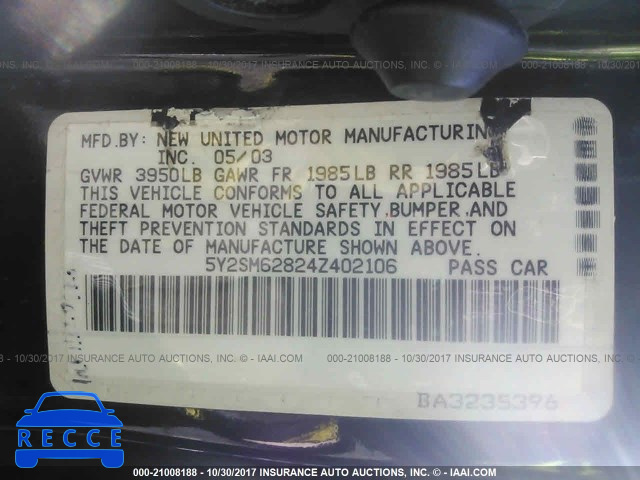 000-21008188 - 10/30/2017 INSURANCE AUTO AUCTIONS, INC. © - IAAI.COM
MFD.BY: NEW UNITED MOTOR MANUFACTURING
INC. 05/03
GVWR 3950LB GAWR FR 1985LB RR 1985LB
THIS VEHICLE CONFORMS TO ALL APPLICABLE
FEDERAL MOTOR VEHICLE SAFETY,BUMPER,AND
THEFT PREVENTION STANDARDS IN EFFECT ON
THE DATE OF MANUFACTURE SHOWN ABOVE.
5Y2SM62824Z402106 PASS CAR
000-21008188 - 10/30/2017 INSURANCE AUTO AUCTIONS, INC. © - IAAI.COM
000-21008188 - 10/30/2017 INSURANCE AUTO AUCTIONS, INC. © - IAAI.COM
BA3235396
RECCE
000-21008188 - 10/30/2017 INSURANCE AUTO AUCTIONS, INC. © - IAAI.COM